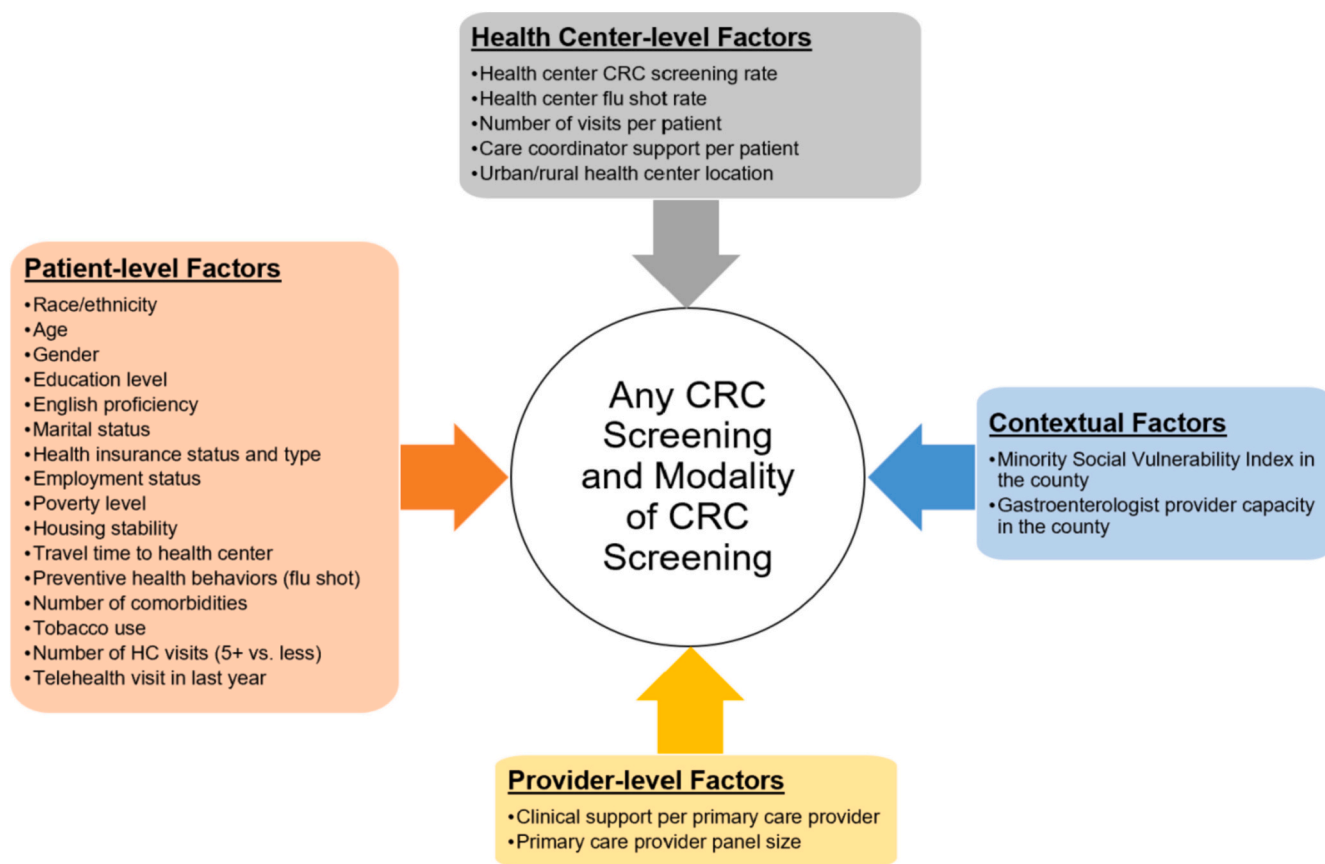 Health Center-level Factors
•Health center CRC screening rate
•Health center flu shot rate
•Number of visits per patient
•Care coordinator support per patient
•Urban/rural health center location
Patient-level Factors
•Race/ethnicity
•Age
•Gender
•Education level
•English proficiency
•Marital status
•Health insurance status and type
•Employment status
•Poverty level
•Housing stability
•Travel time to health center
•Preventive health behaviors (flu shot)
•Number of comorbidities
•Tobacco use
•Number of HC visits (5+ vs. less)
•Telehealth visit in last year
Any CRC
Screening
and Modality
of CRC
Screening
Contextual Factors
•Minority Social Vulnerability Index in
the county
•Gastroenterologist provider capacity
in the county
Provider-level Factors
•Clinical support per primary care provider
•Primary care provider panel size